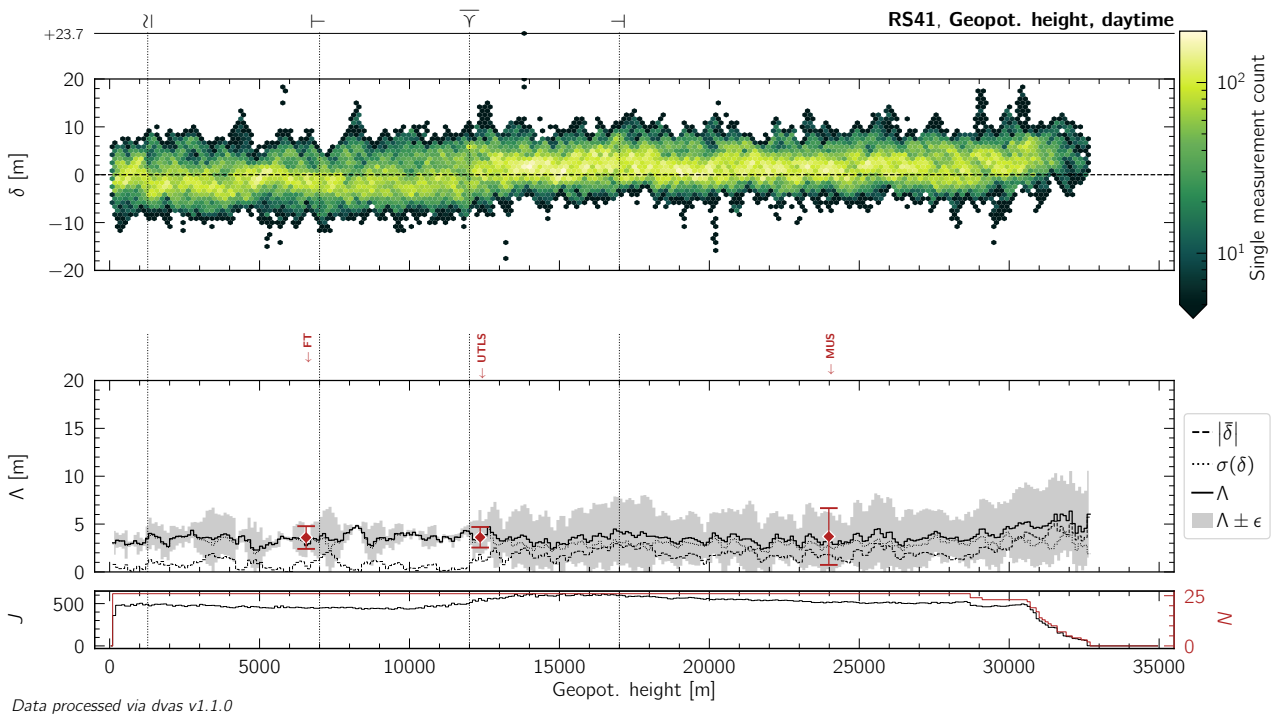 RS41, Geopot. height, daytime
+23.7
20
10
0
−10
−20
δ [m]
10²
10¹
Single measurement count
← FT
← UTLS
← MUS
20
15
10
5
0
Λ [m]
|δ̄|
σ(δ)
Λ
Λ ± ϵ
500
0
J
25
0
N
0 5000 10000 15000 20000 25000 30000 35000
Geopot. height [m]
Data processed via dvas v1.1.0